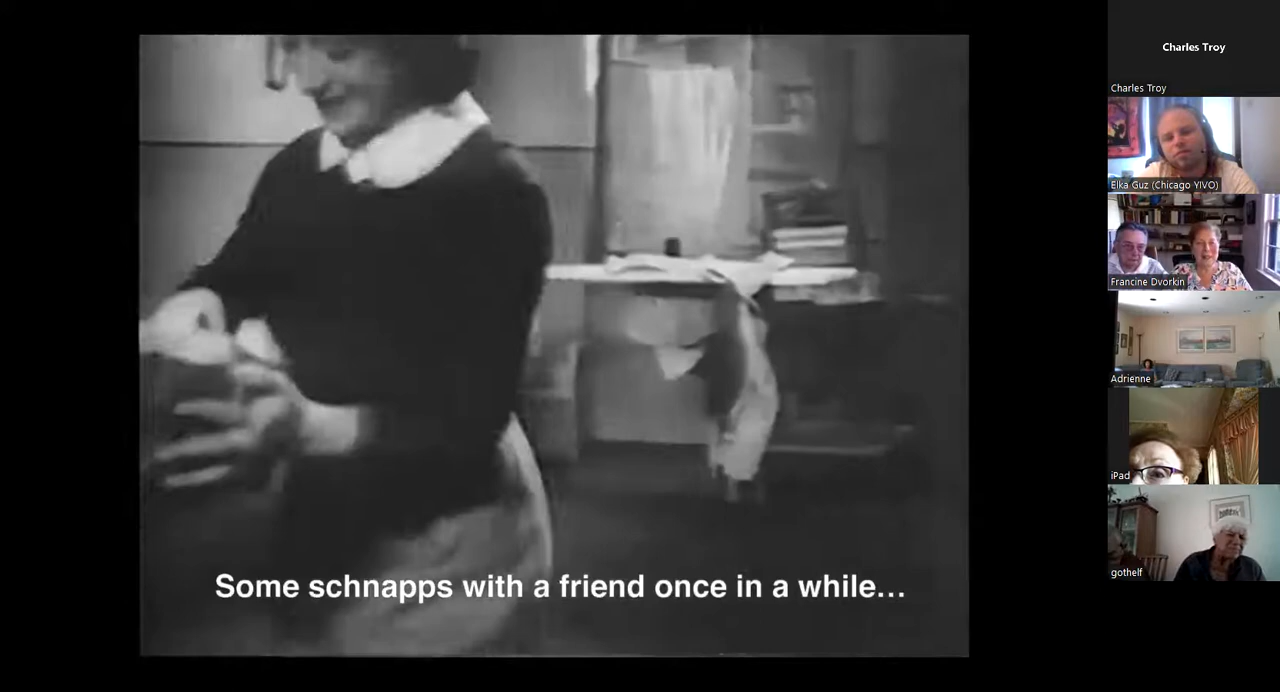 Some schnapps with a friend once in a while...
Charles Troy
Charles Troy
Elka Guz (Chicago YIVO)
Francine Dvorkin
Adrienne
iPad
gothelf